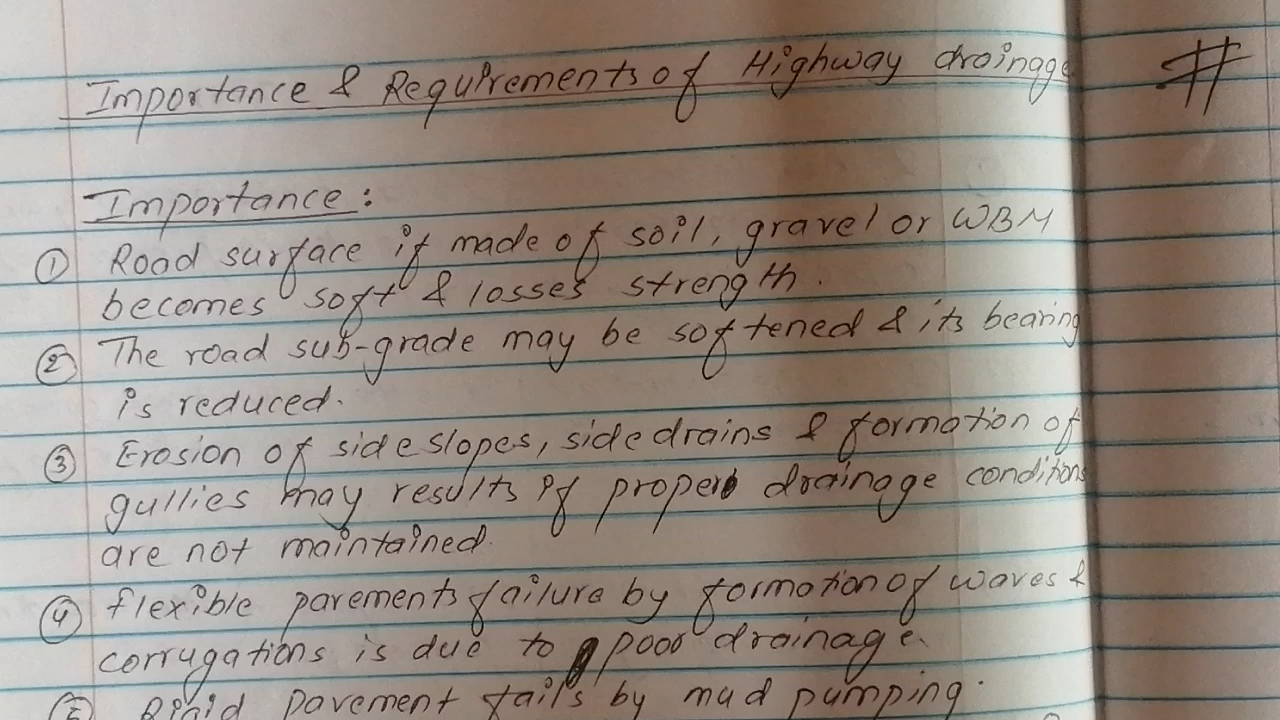 Importance & Requirements of Highway drainage #
Importance:
① Road surface if made of soil, gravel or WBM
becomes soft & losses strength.
② The road sub-grade may be softened & its bearing
is reduced.
③ Erosion of side slopes, side drains & formation of
gullies may results if proper drainage conditions
are not maintained.
④ flexible pavements failure by formation of waves &
corrugations is due to poor drainage.
⑤ Rigid pavement fails by mud pumping.